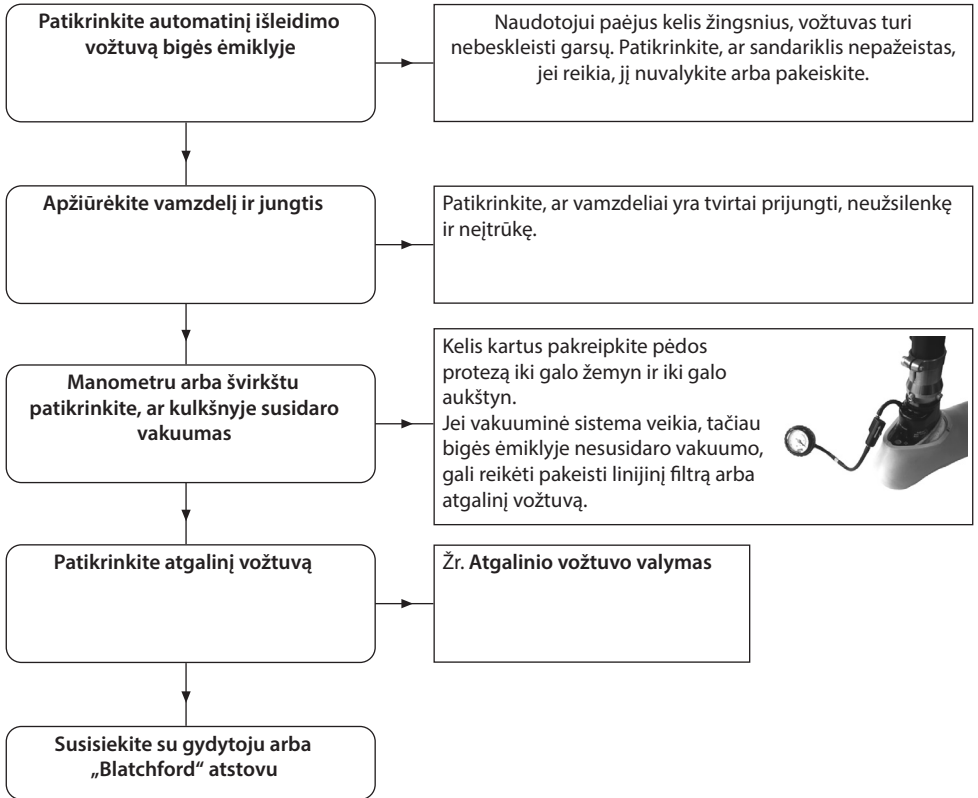 Patikrinkite automatinį išleidimo
vožtuvą bigės ėmiklyje
Naudotojui paėjus kelis žingsnius, vožtuvas turi
nebeskleisti garsų. Patikrinkite, ar sandariklis nepažeistas,
jei reikia, jį nuvalykite arba pakeiskite.
Apžiūrėkite vamzdelį ir jungtis
Patikrinkite, ar vamzdeliai yra tvirtai prijungti, neužsilenkę
ir neįtrūkę.
Manometru arba švirkštu
patikrinkite, ar kulkšnyje susidaro
vakuumas
Kelis kartus pakreipkite pėdos
protezą iki galo žemyn ir iki galo
aukštyn.
Jei vakuuminė sistema veikia, tačiau
bigės ėmiklyje nesusidaro vakuumo,
gali reikėti pakeisti linijinį filtrą arba
atgalinį vožtuvą.
Patikrinkite atgalinį vožtuvą
Žr. Atgalinio vožtuvo valymas
Susisiekite su gydytoju arba
„Blatchford“ atstovu